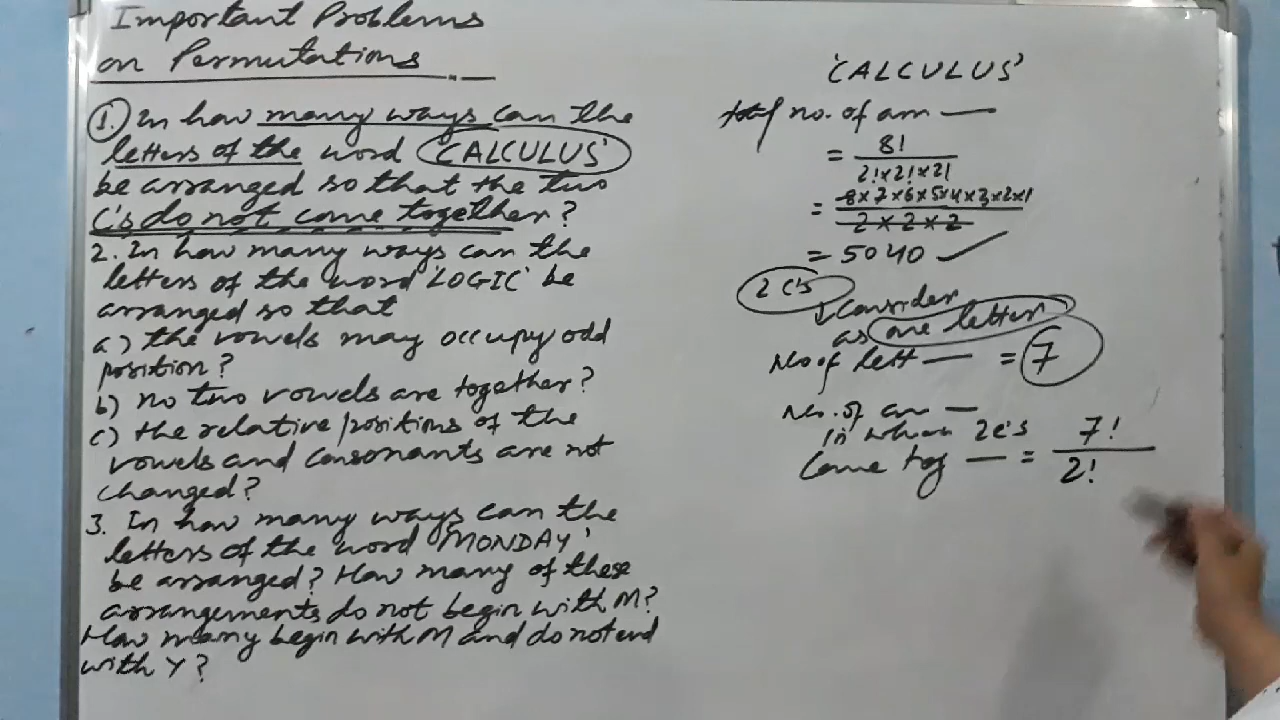 Important Problems
on Permutations
1. In how many ways can the
letters of the word 'CALCULUS'
be arranged so that the two
C's do not come together?
2. In how many ways can the
letters of the word 'LOGIC' be
arranged so that
a) the vowels may occupy odd
position?
b) no two vowels are together?
c) the relative positions of the
vowels and consonants are not
changed?
3. In how many ways can the
letters of the word 'MONDAY'
be arranged? How many of these
arrangements do not begin with M?
How many begin with M and do not end
with Y?
'CALCULUS'
no. of arn —
= 8!
2! × 2! × 2!
= 8 × 7 × 6 × 5 × 4 × 3 × 2 × 1
2 × 2 × 2
= 5040 ✓
2 C's
↓ Consider
as one letter
No of lett — = 7
No. of arr —
in which 2c's
Come tog — = 7!
2!